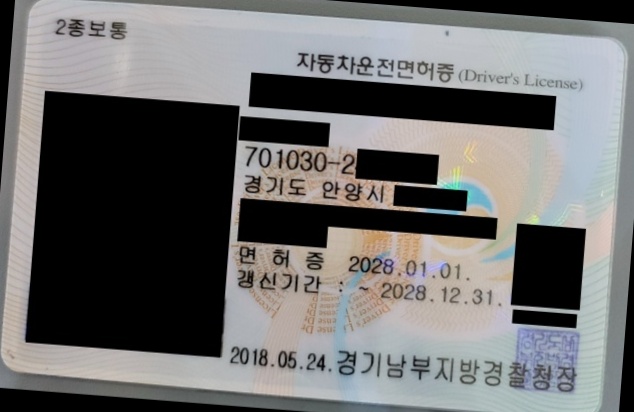 2종보통
자동차운전면허증 (Driver's License)
701030-2
경기도 안양시
면 허 증 2028.01.01.
갱신기간 : ~ 2028.12.31.
2018.05.24. 경기남부지방경찰청장